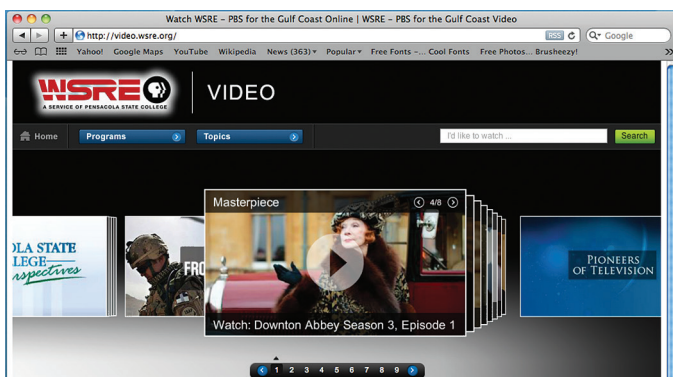 Watch WSRE – PBS for the Gulf Coast Online | WSRE – PBS for the Gulf Coast Video
http://video.wsre.org/
RSS
Google
Yahoo! Google Maps YouTube Wikipedia News (363) Popular Free Fonts –... Cool Fonts Free Photos... Brusheezy!
WSRE
A SERVICE OF PENSACOLA STATE COLLEGE
VIDEO
Home Programs Topics I'd like to watch ... Search
Masterpiece 4/8
OLA STATE
LLEGE
rspectives
FRO
PIONEERS
OF TELEVISION
Watch: Downton Abbey Season 3, Episode 1
1 2 3 4 5 6 7 8 9